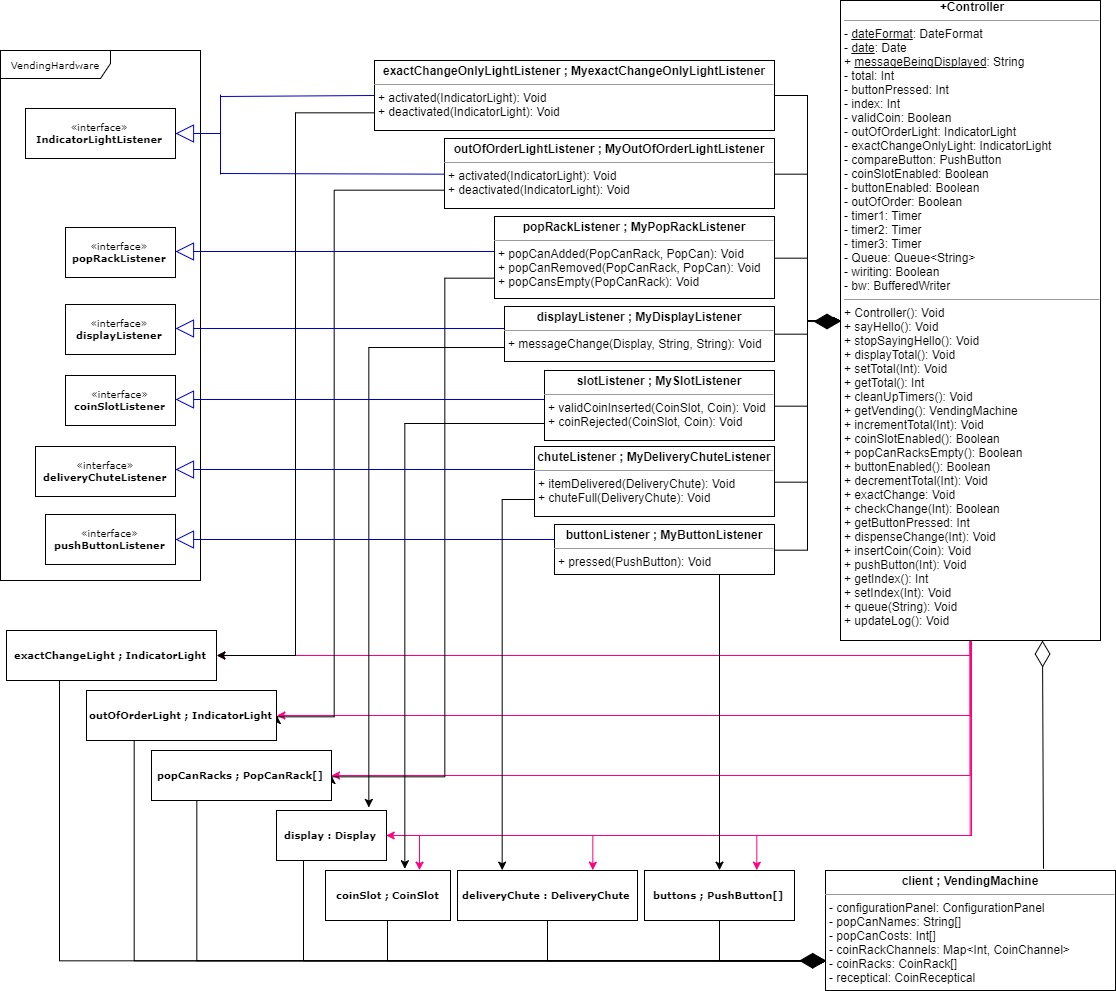 VendingHardware
«interface»
IndicatorLightListener
«interface»
popRackListener
«interface»
displayListener
«interface»
coinSlotListener
«interface»
deliveryChuteListener
«interface»
pushButtonListener
exactChangeOnlyLightListener ; MyexactChangeOnlyLightListener
+ activated(IndicatorLight): Void
+ deactivated(IndicatorLight): Void
outOfOrderLightListener ; MyOutOfOrderLightListener
+ activated(IndicatorLight): Void
+ deactivated(IndicatorLight): Void
popRackListener ; MyPopRackListener
+ popCanAdded(PopCanRack, PopCan): Void
+ popCanRemoved(PopCanRack, PopCan): Void
+ popCansEmpty(PopCanRack): Void
displayListener ; MyDisplayListener
+ messageChange(Display, String, String): Void
slotListener ; MySlotListener
+ validCoinInserted(CoinSlot, Coin): Void
+ coinRejected(CoinSlot, Coin): Void
chuteListener ; MyDeliveryChuteListener
+ itemDelivered(DeliveryChute): Void
+ chuteFull(DeliveryChute): Void
buttonListener ; MyButtonListener
+ pressed(PushButton): Void
+Controller
- dateFormat: DateFormat
- date: Date
+ messageBeingDisplayed: String
- total: Int
- buttonPressed: Int
- index: Int
- validCoin: Boolean
- outOfOrderLight: IndicatorLight
- exactChangeOnlyLight: IndicatorLight
- compareButton: PushButton
- coinSlotEnabled: Boolean
- buttonEnabled: Boolean
- outOfOrder: Boolean
- timer1: Timer
- timer2: Timer
- timer3: Timer
- Queue: Queue<String>
- wiriting: Boolean
- bw: BufferedWriter
+ Controller(): Void
+ sayHello(): Void
+ stopSayingHello(): Void
+ displayTotal(): Void
+ setTotal(Int): Void
+ getTotal(): Int
+ cleanUpTimers(): Void
+ getVending(): VendingMachine
+ incrementTotal(Int): Void
+ coinSlotEnabled(): Boolean
+ popCanRacksEmpty(): Boolean
+ buttonEnabled(): Boolean
+ decrementTotal(Int): Void
+ exactChange: Void
+ checkChange(Int): Boolean
+ getButtonPressed: Int
+ dispenseChange(Int): Void
+ insertCoin(Coin): Void
+ pushButton(Int): Void
+ getIndex(): Int
+ setIndex(Int): Void
+ queue(String): Void
+ updateLog(): Void
exactChangeLight ; IndicatorLight
outOfOrderLight ; IndicatorLight
popCanRacks ; PopCanRack[]
display : Display
coinSlot ; CoinSlot
deliveryChute : DeliveryChute
buttons ; PushButton[]
client ; VendingMachine
- configurationPanel: ConfigurationPanel
- popCanNames: String[]
- popCanCosts: Int[]
- coinRackChannels: Map<Int, CoinChannel>
- coinRacks: CoinRack[]
- receptical: CoinReceptical